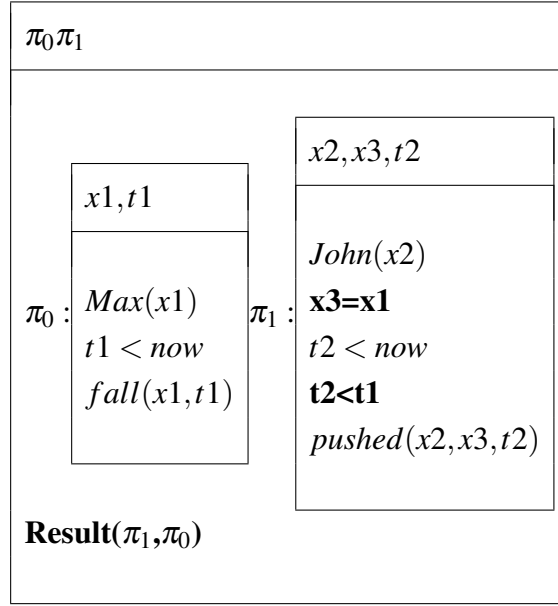 π₀π₁
x1,t1
π₀ :
Max(x1)
t1 < now
fall(x1,t1)
x2,x3,t2
π₁ :
John(x2)
x3=x1
t2 < now
t2<t1
pushed(x2,x3,t2)
Result(π₁,π₀)